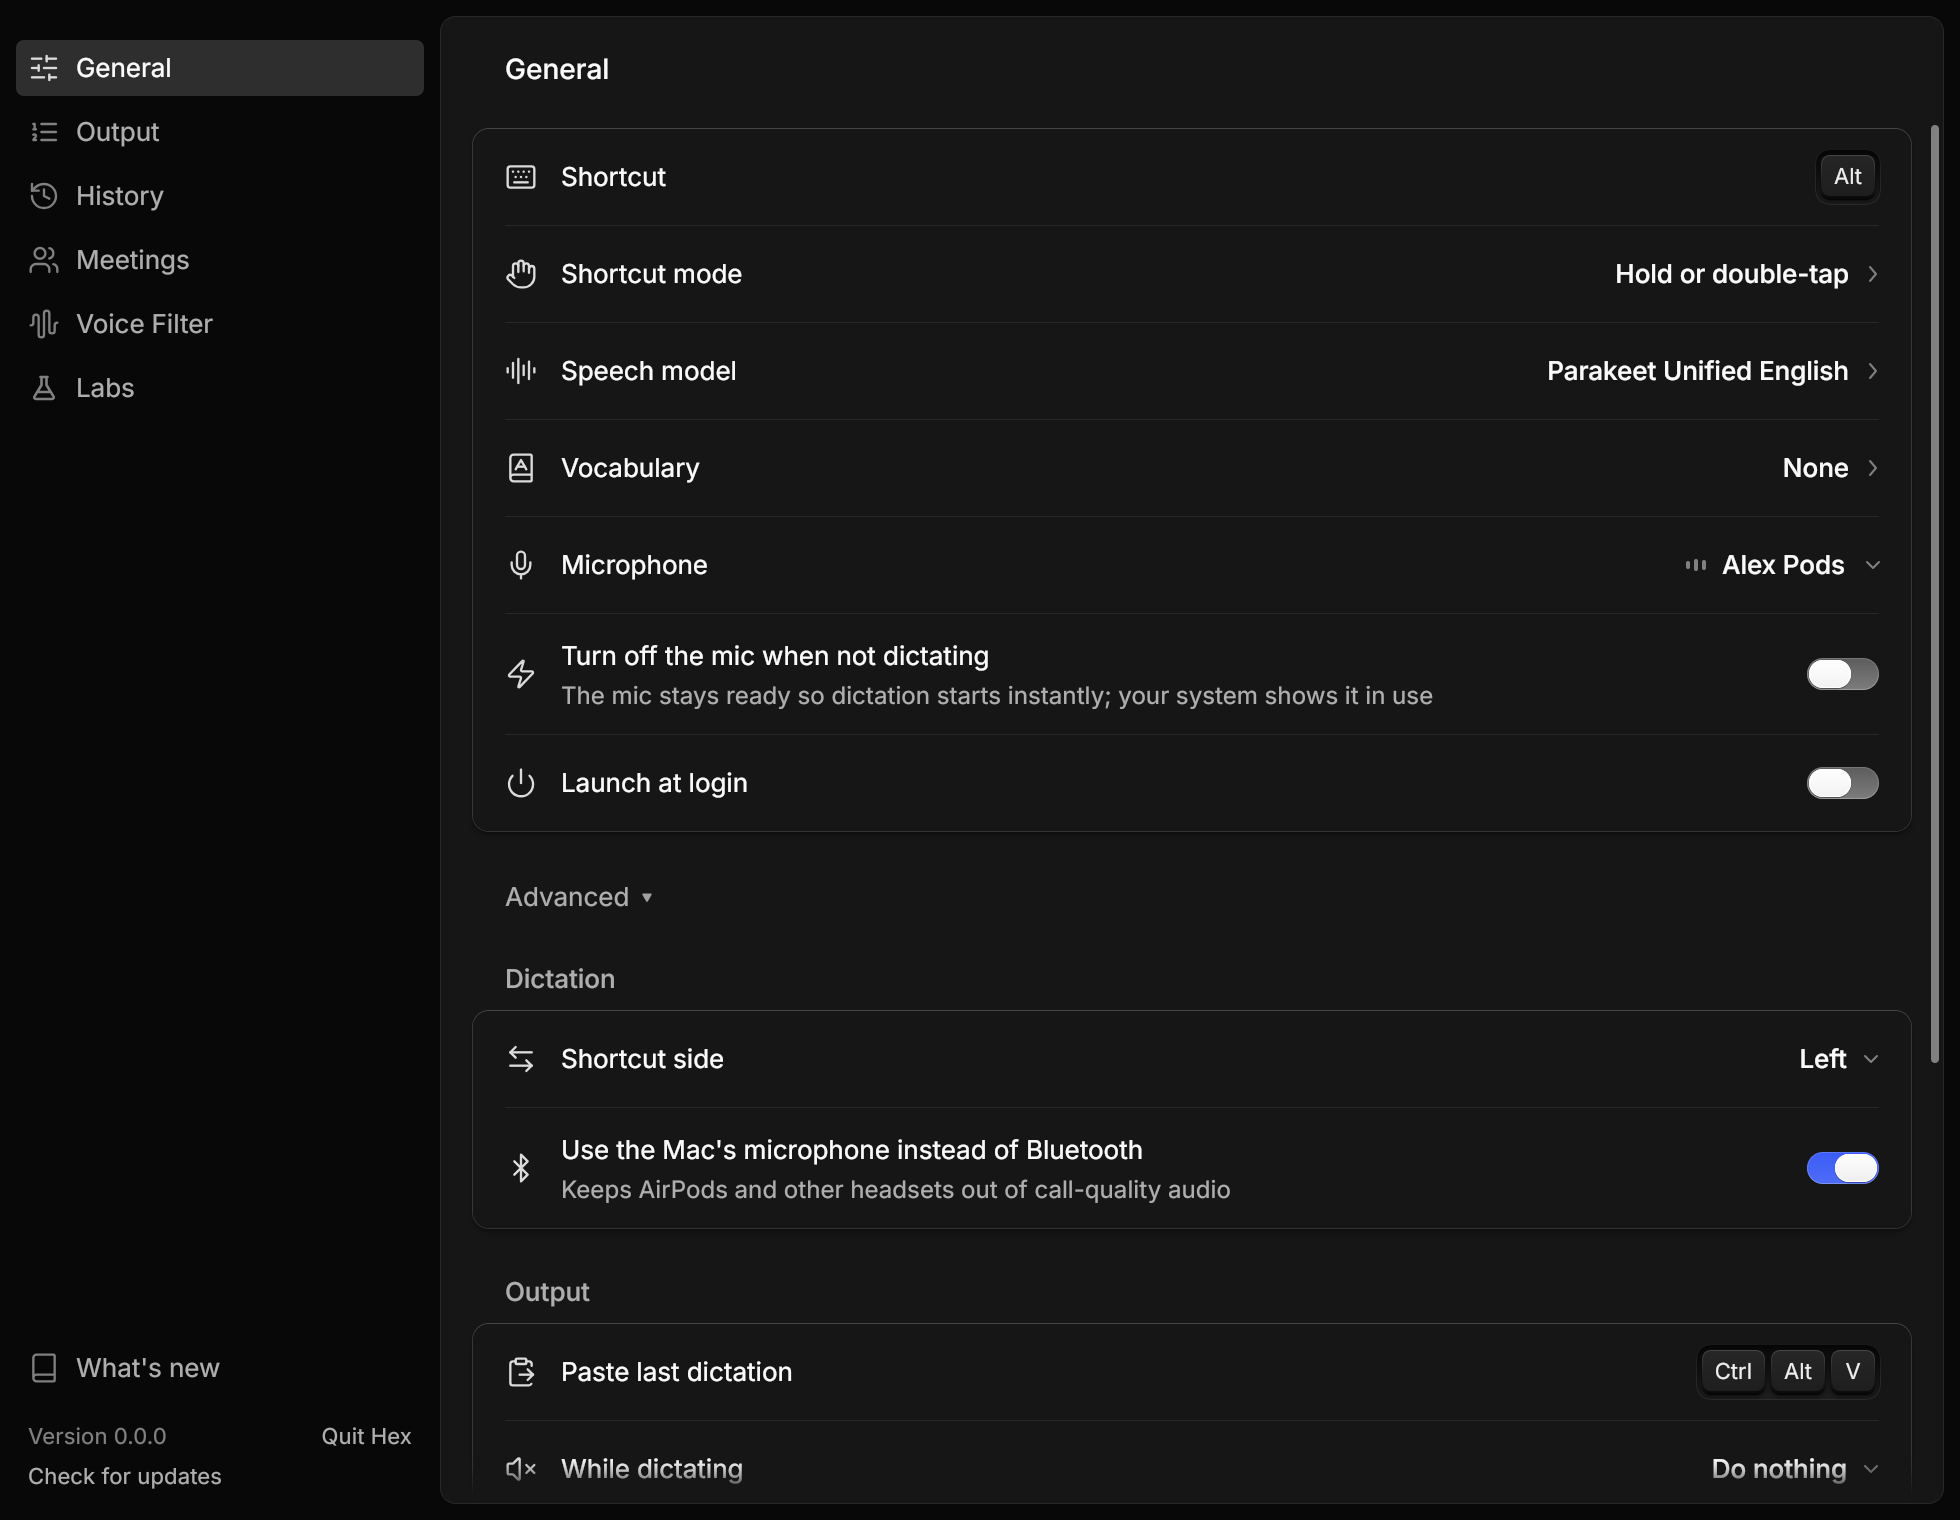 General
Output
History
Meetings
Voice Filter
Labs
What's new
Version 0.0.0
Quit Hex
Check for updates
General
Shortcut
Alt
Shortcut mode
Hold or double-tap
Speech model
Parakeet Unified English
Vocabulary
None
Microphone
Alex Pods
Turn off the mic when not dictating
The mic stays ready so dictation starts instantly; your system shows it in use
Launch at login
Advanced
Dictation
Shortcut side
Left
Use the Mac's microphone instead of Bluetooth
Keeps AirPods and other headsets out of call-quality audio
Output
Paste last dictation
Ctrl Alt V
While dictating
Do nothing